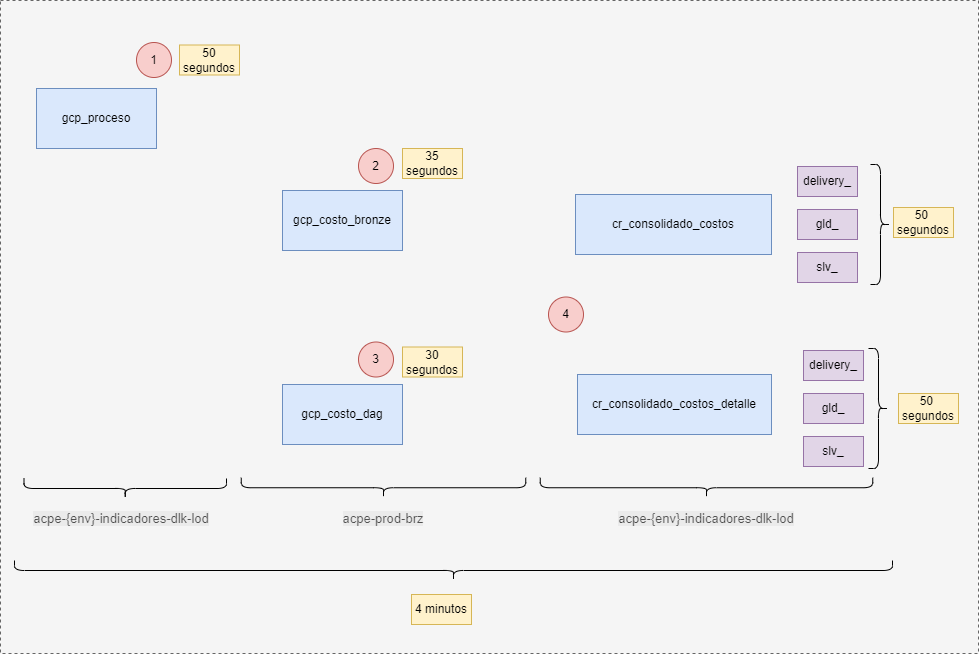 1
50
segundos
gcp_proceso
2
35
segundos
gcp_costo_bronze
cr_consolidado_costos
delivery_
gld_
slv_
50
segundos
4
3
30
segundos
gcp_costo_dag
cr_consolidado_costos_detalle
delivery_
gld_
slv_
50
segundos
acpe-{env}-indicadores-dlk-lod
acpe-prod-brz
acpe-{env}-indicadores-dlk-lod
4 minutos